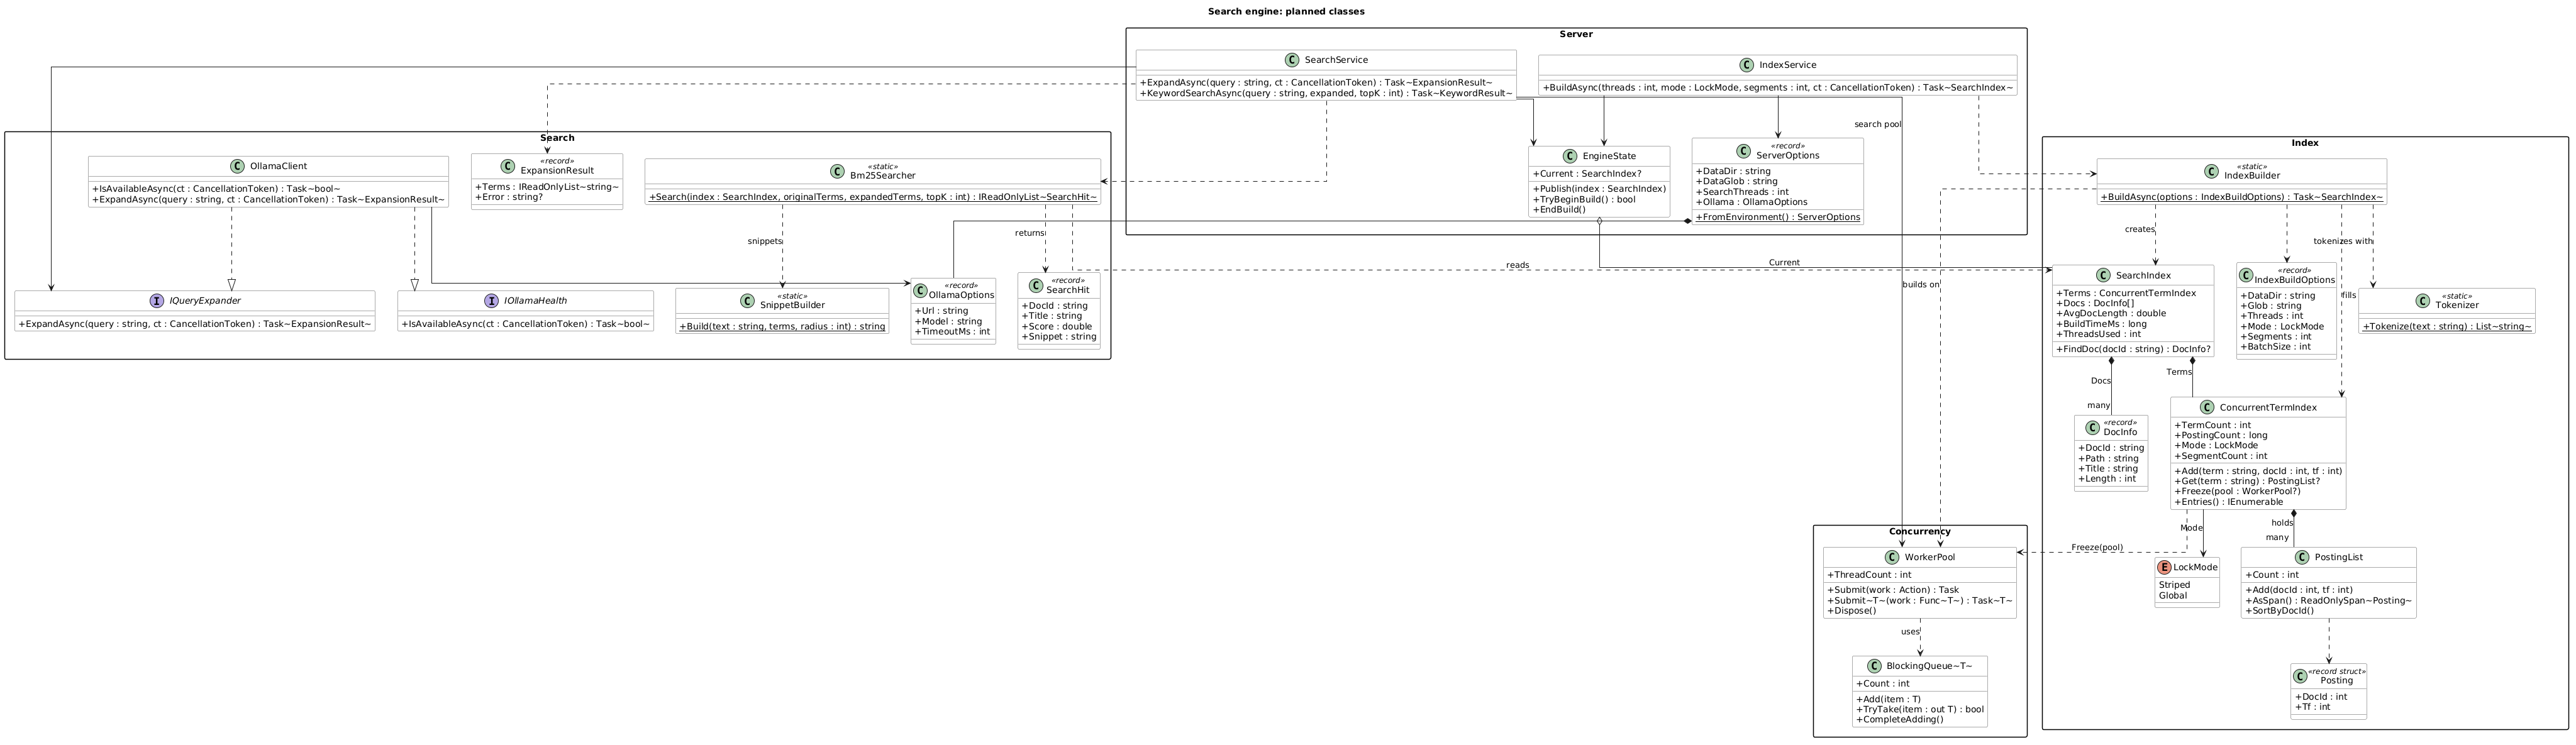 Search engine: planned classes
Server
SearchService
+ExpandAsync(query : string, ct : CancellationToken) : Task~ExpansionResult~
+KeywordSearchAsync(query : string, expanded, topK : int) : Task~KeywordResult~
IndexService
+BuildAsync(threads : int, mode : LockMode, segments : int, ct : CancellationToken) : Task~SearchIndex~
search pool
EngineState
+Current : SearchIndex?
+Publish(index : SearchIndex)
+TryBeginBuild() : bool
+EndBuild()
«record»
ServerOptions
+DataDir : string
+DataGlob : string
+SearchThreads : int
+Ollama : OllamaOptions
+FromEnvironment() : ServerOptions
Search
OllamaClient
+IsAvailableAsync(ct : CancellationToken) : Task~bool~
+ExpandAsync(query : string, ct : CancellationToken) : Task~ExpansionResult~
«record»
ExpansionResult
+Terms : IReadOnlyList~string~
+Error : string?
«static»
Bm25Searcher
+Search(index : SearchIndex, originalTerms, expandedTerms, topK : int) : IReadOnlyList~SearchHit~
snippets
returns
reads
Current
builds on
IQueryExpander
+ExpandAsync(query : string, ct : CancellationToken) : Task~ExpansionResult~
IOllamaHealth
+IsAvailableAsync(ct : CancellationToken) : Task~bool~
«static»
SnippetBuilder
+Build(text : string, terms, radius : int) : string
«record»
OllamaOptions
+Url : string
+Model : string
+TimeoutMs : int
«record»
SearchHit
+DocId : string
+Title : string
+Score : double
+Snippet : string
Index
«static»
IndexBuilder
+BuildAsync(options : IndexBuildOptions) : Task~SearchIndex~
creates
tokenizes with
fills
SearchIndex
+Terms : ConcurrentTermIndex
+Docs : DocInfo[]
+AvgDocLength : double
+BuildTimeMs : long
+ThreadsUsed : int
+FindDoc(docId : string) : DocInfo?
«record»
IndexBuildOptions
+DataDir : string
+Glob : string
+Threads : int
+Mode : LockMode
+Segments : int
+BatchSize : int
«static»
Tokenizer
+Tokenize(text : string) : List~string~
Docs
many
Terms
«record»
DocInfo
+DocId : string
+Path : string
+Title : string
+Length : int
ConcurrentTermIndex
+TermCount : int
+PostingCount : long
+Mode : LockMode
+SegmentCount : int
+Add(term : string, docId : int, tf : int)
+Get(term : string) : PostingList?
+Freeze(pool : WorkerPool?)
+Entries() : IEnumerable
Mode
holds
many
Freeze(pool)
LockMode
Striped
Global
PostingList
+Count : int
+Add(docId : int, tf : int)
+AsSpan() : ReadOnlySpan~Posting~
+SortByDocId()
«record struct»
Posting
+DocId : int
+Tf : int
Concurrency
WorkerPool
+ThreadCount : int
+Submit(work : Action) : Task
+Submit~T~(work : Func~T~) : Task~T~
+Dispose()
uses
BlockingQueue~T~
+Count : int
+Add(item : T)
+TryTake(item : out T) : bool
+CompleteAdding()